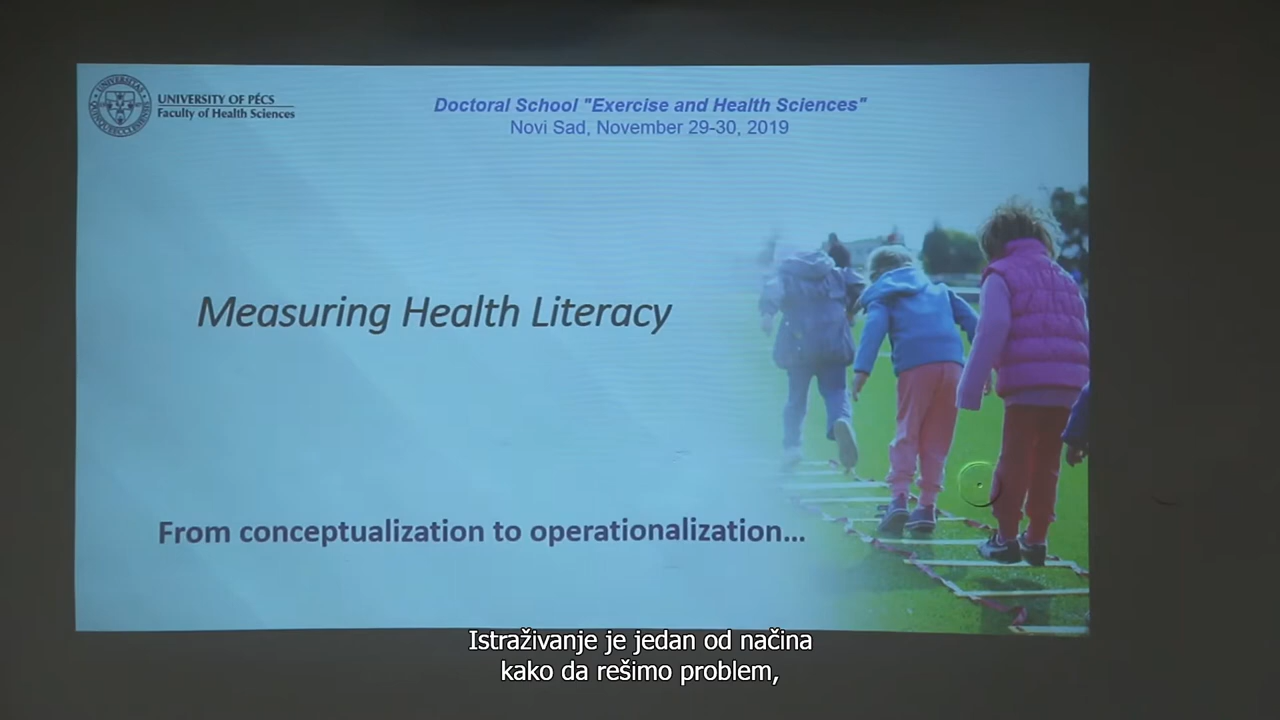 UNIVERSITY OF PÉCS
Faculty of Health Sciences
Doctoral School "Exercise and Health Sciences"
Novi Sad, November 29-30, 2019
Measuring Health Literacy
From conceptualization to operationalization...
Istraživanje je jedan od načina
kako da rešimo problem,